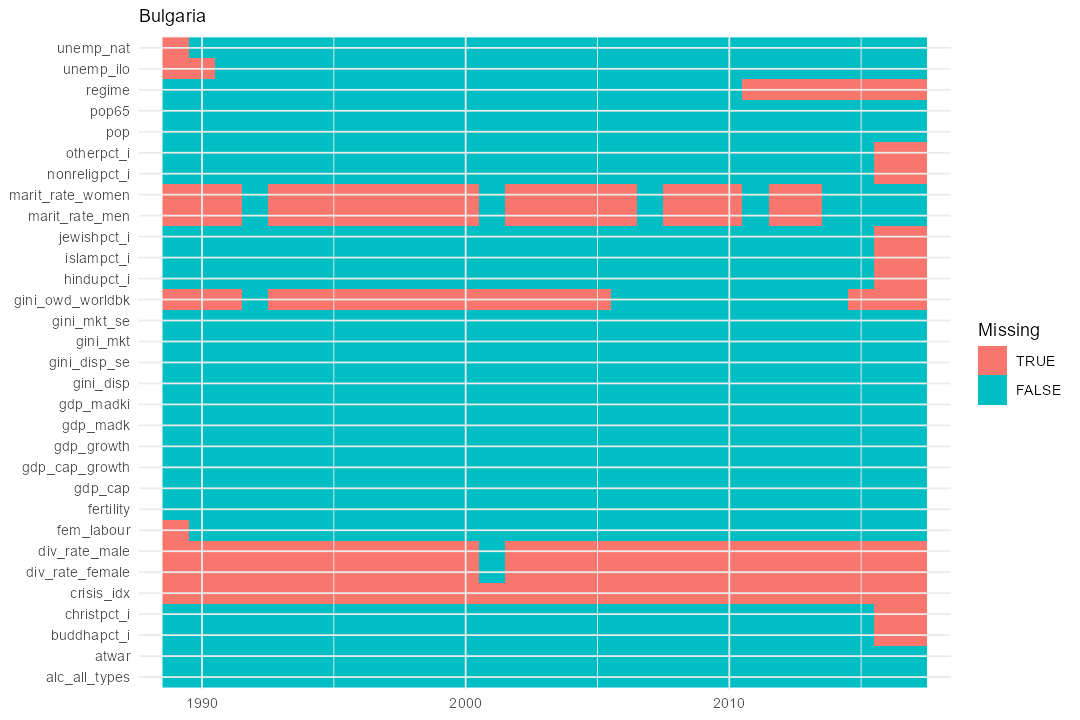 Bulgaria
unemp_nat
unemp_ilo
regime
pop65
pop
otherpct_i
nonreligpct_i
marit_rate_women
marit_rate_men
jewishpct_i
islampct_i
hindupct_i
gini_owd_worldbk
gini_mkt_se
gini_mkt
gini_disp_se
gini_disp
gdp_madki
gdp_madk
gdp_growth
gdp_cap_growth
gdp_cap
fertility
fem_labour
div_rate_male
div_rate_female
crisis_idx
christpct_i
buddhapct_i
atwar
alc_all_types
1990 2000 2010
Missing
TRUE
FALSE